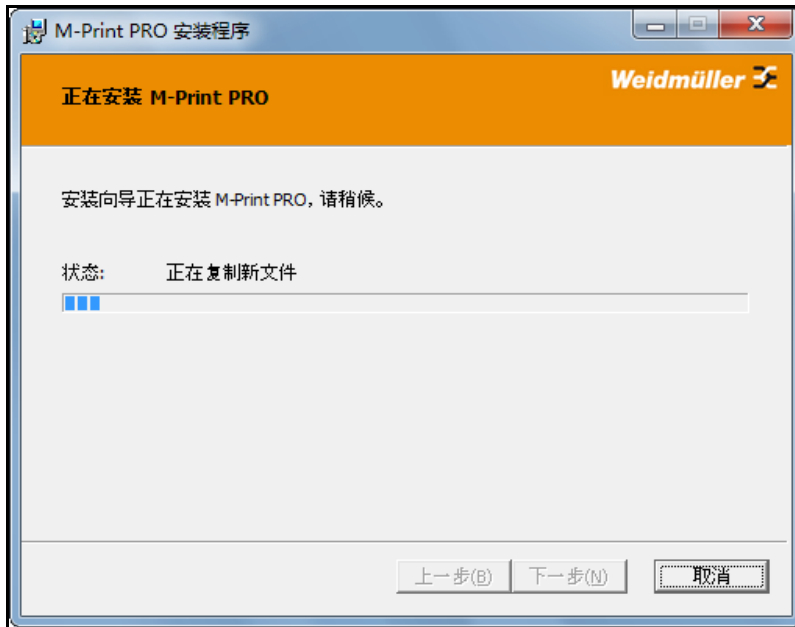 M-Print PRO 安装程序
Weidmüller
正在安装 M-Print PRO
安装向导正在安装 M-Print PRO，请稍候。
状态: 正在复制新文件
上一步(B) 下一步(N) 取消